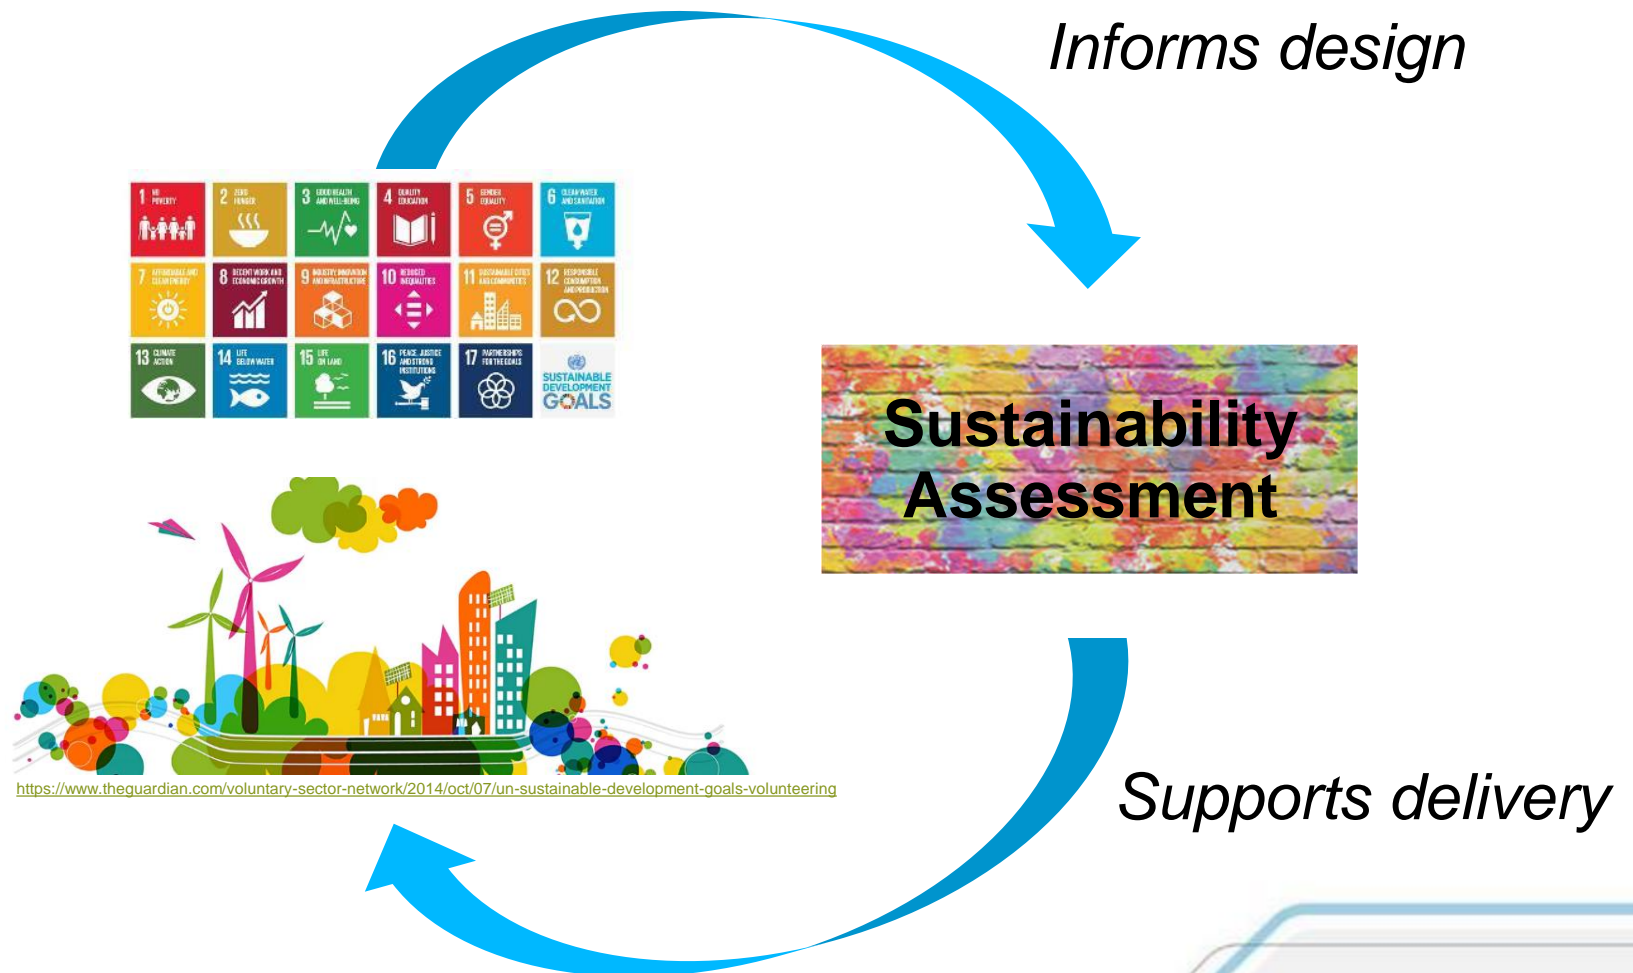 Informs design
1 NO
POVERTY
2 ZERO
HUNGER
3 GOOD HEALTH
AND WELL-BEING
4 QUALITY
EDUCATION
5 GENDER
EQUALITY
6 CLEAN WATER
AND SANITATION
7 AFFORDABLE AND
CLEAN ENERGY
8 DECENT WORK AND
ECONOMIC GROWTH
9 INDUSTRY, INNOVATION
AND INFRASTRUCTURE
10 REDUCED
INEQUALITIES
11 SUSTAINABLE CITIES
AND COMMUNITIES
12 RESPONSIBLE
CONSUMPTION
AND PRODUCTION
13 CLIMATE
ACTION
14 LIFE
BELOW WATER
15 LIFE
ON LAND
16 PEACE, JUSTICE
AND STRONG
INSTITUTIONS
17 PARTNERSHIPS
FOR THE GOALS
SUSTAINABLE
DEVELOPMENT
GOALS
Sustainability
Assessment
https://www.theguardian.com/voluntary-sector-network/2014/oct/07/un-sustainable-development-goals-volunteering
Supports delivery